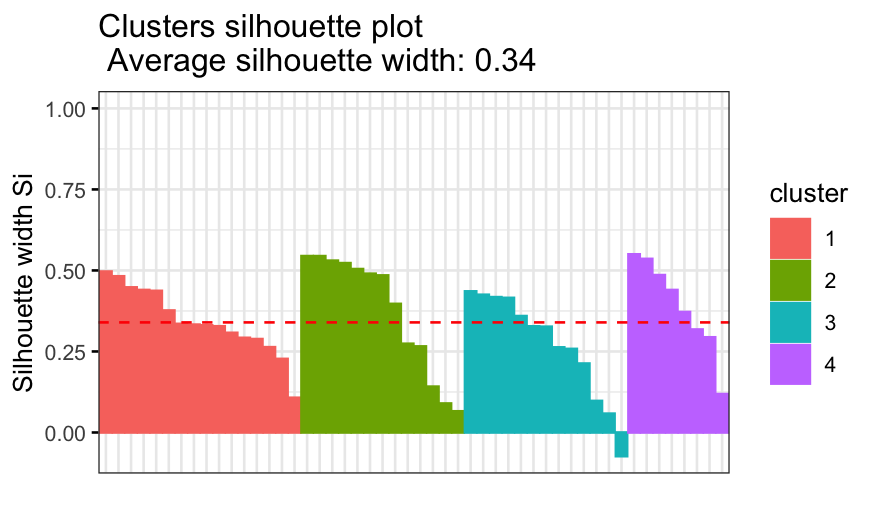 Clusters silhouette plot
Average silhouette width: 0.34
Silhouette width Si
1.00
0.75
0.50
0.25
0.00
cluster
1
2
3
4